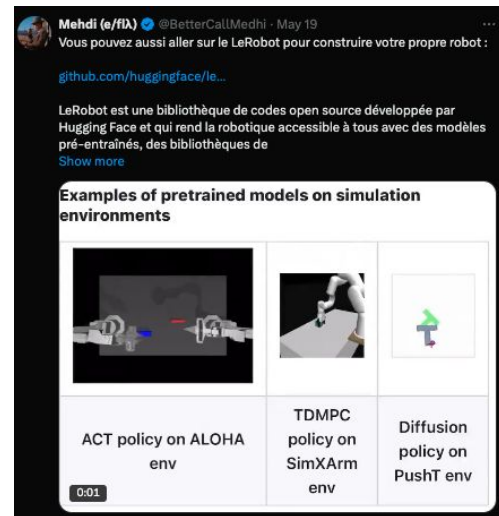 Mehdi (e/flλ) @BetterCallMedhi · May 19
Vous pouvez aussi aller sur le LeRobot pour construire votre propre robot :
github.com/huggingface/le...
LeRobot est une bibliothèque de codes open source développée par
Hugging Face et qui rend la robotique accessible à tous avec des modèles
pré-entraînés, des bibliothèques de
Show more
Examples of pretrained models on simulation
environments
ACT policy on ALOHA
env
TDMPC
policy on
SimXArm
env
Diffusion
policy on
PushT env
0:01